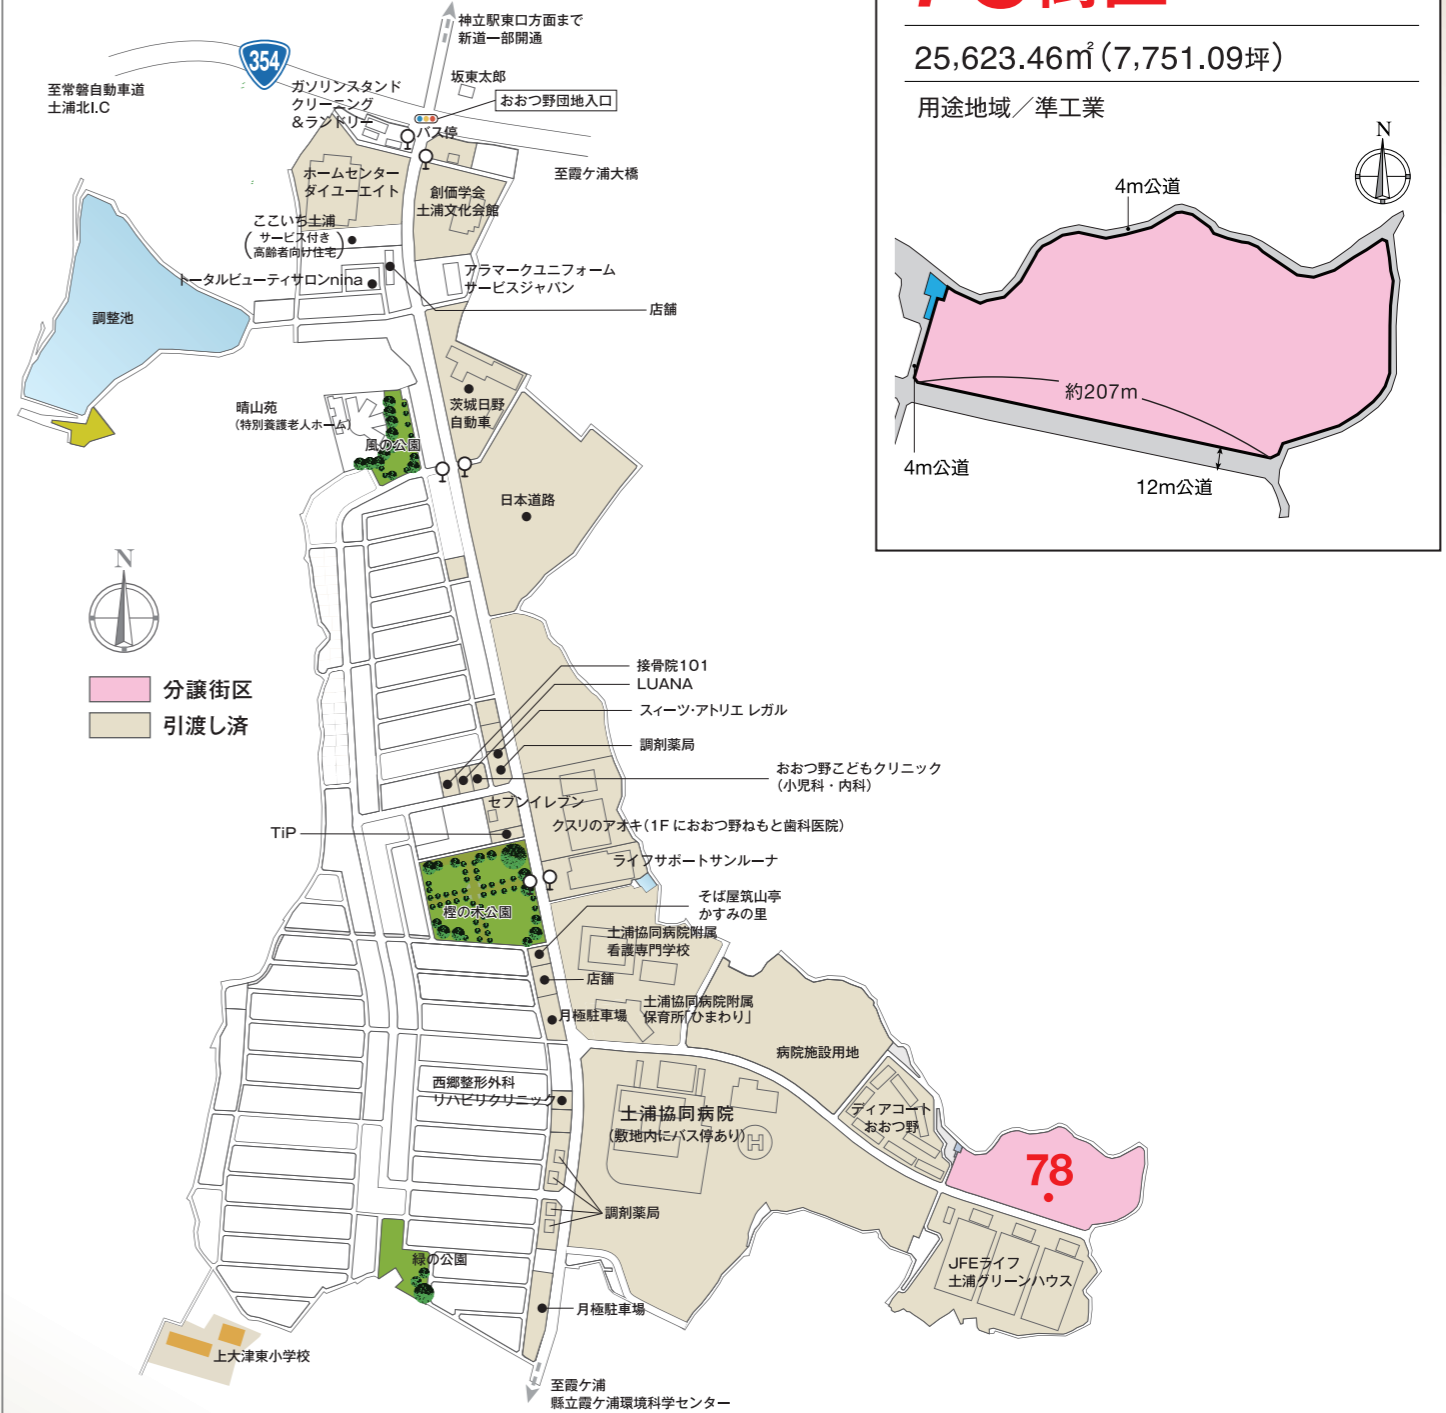 神立駅東口方面まで
新道一部開通
354
至常磐自動車道
土浦北I.C
ガソリンスタンド
クリーニング
&ランドリー
坂東太郎
おおつ野団地入口
バス停
至霞ケ浦大橋
ホームセンター
ダイユーエイト
創価学会
土浦文化会館
ここいち土浦
(サービス付き
高齢者向け住宅)
トータルビューティサロンnina
アラマークユニフォーム
サービスジャパン
店舗
調整池
茨城日野
自動車
晴山苑
(特別養護老人ホーム)
風の公園
日本道路
N
分譲街区
引渡し済
接骨院101
LUANA
スィーツ・アトリエ レガル
調剤薬局
おおつ野こどもクリニック
(小児科・内科)
セブンイレブン
クスリのアオキ(1F におおつ野ねもと歯科医院)
TiP
ライフサポートサンルーナ
そば屋筑山亭
かすみの里
樫の木公園
土浦協同病院附属
看護専門学校
店舗
土浦協同病院附属
保育所「ひまわり」
月極駐車場
病院施設用地
西郷整形外科
リハビリクリニック
土浦協同病院
(敷地内にバス停あり)
H
ディアコート
おおつ野
78
調剤薬局
緑の公園
JFEライフ
土浦グリーンハウス
月極駐車場
上大津東小学校
至霞ケ浦
縣立霞ケ浦環境科学センター
78街区
25,623.46㎡(7,751.09坪)
用途地域／準工業
N
4m公道
約207m
4m公道
12m公道